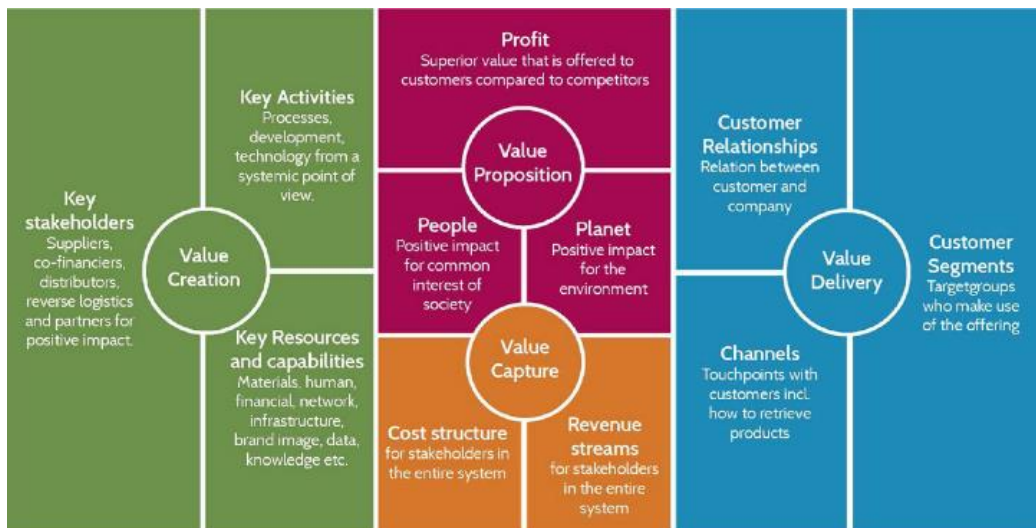 Key
stakeholders
Suppliers,
co-financiers,
distributors,
reverse logistics
and partners for
positive impact.
Value
Creation
Key Activities
Processes,
development,
technology from a
systemic point of
view.
Key Resources
and capabilities
Materials, human,
financial, network,
infrastructure,
brand image, data,
knowledge etc.
Profit
Superior value that is offered to
customers compared to competitors
Value
Proposition
People
Positive impact
for common
interest of
society
Planet
Positive impact
for the
environment
Value
Capture
Cost structure
for stakeholders in
the entire system
Revenue
streams
for stakeholders
in the entire
system
Customer
Relationships
Relation between
customer and
company
Value
Delivery
Channels
Touchpoints with
customers incl.
how to retrieve
products
Customer
Segments
Targetgroups
who make use
of the offering